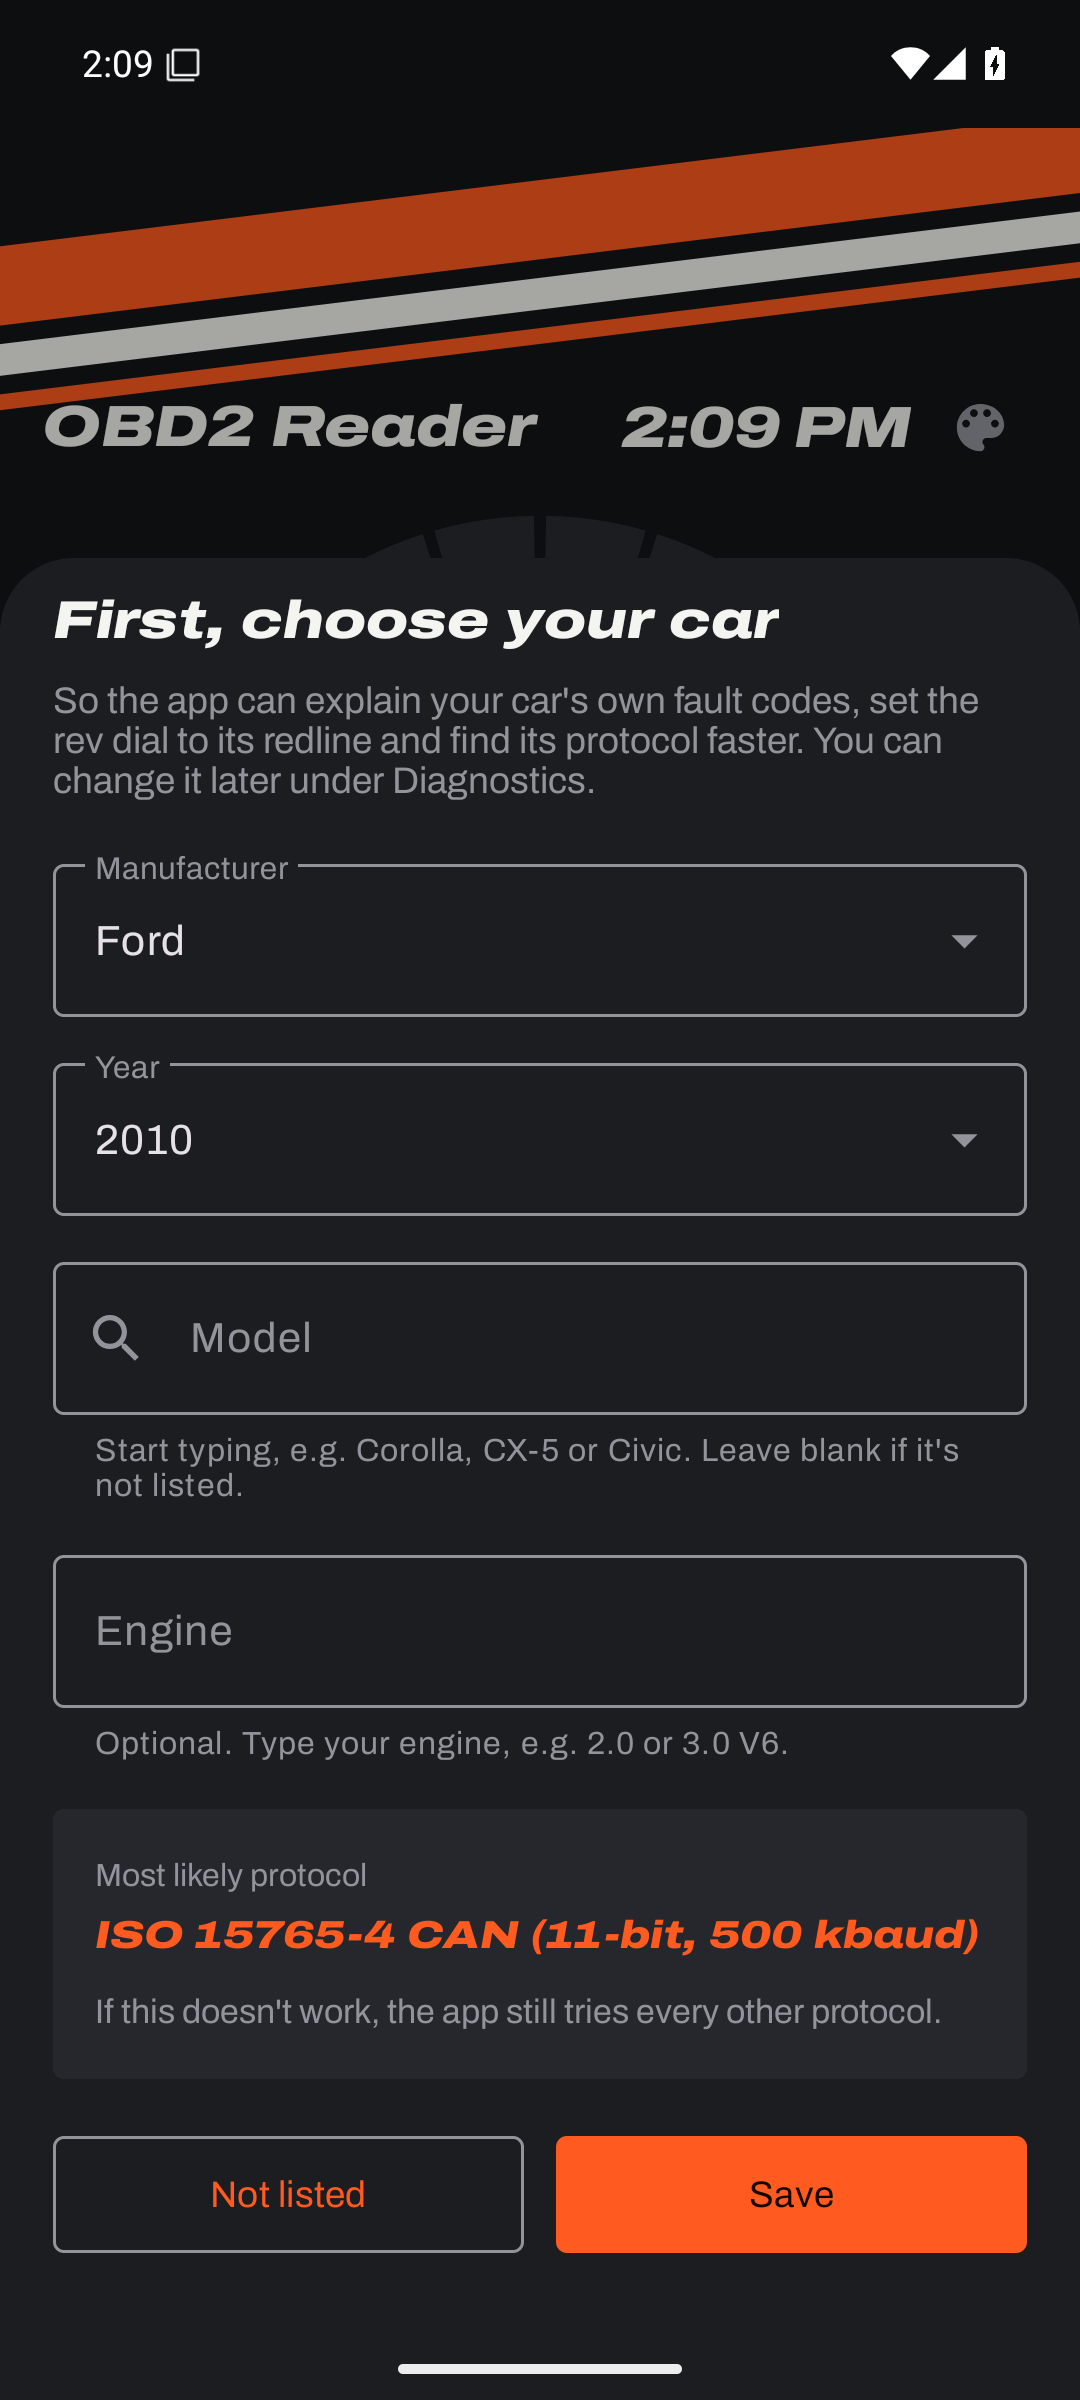 2:09
OBD2 Reader 2:09 PM
First, choose your car
So the app can explain your car's own fault codes, set the
rev dial to its redline and find its protocol faster. You can
change it later under Diagnostics.
Manufacturer
Ford
Year
2010
Model
Start typing, e.g. Corolla, CX-5 or Civic. Leave blank if it's
not listed.
Engine
Optional. Type your engine, e.g. 2.0 or 3.0 V6.
Most likely protocol
ISO 15765-4 CAN (11-bit, 500 kbaud)
If this doesn't work, the app still tries every other protocol.
Not listed Save